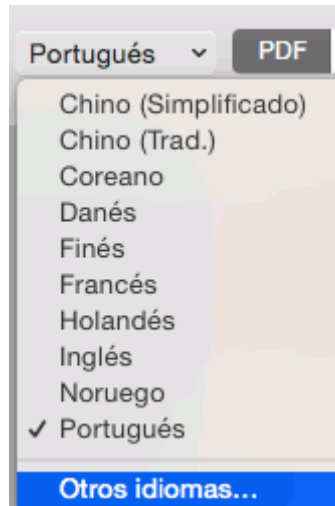 Portugués PDF
Chino (Simplificado)
Chino (Trad.)
Coreano
Danés
Finés
Francés
Holandés
Inglés
Noruego
✓ Portugués
Otros idiomas...